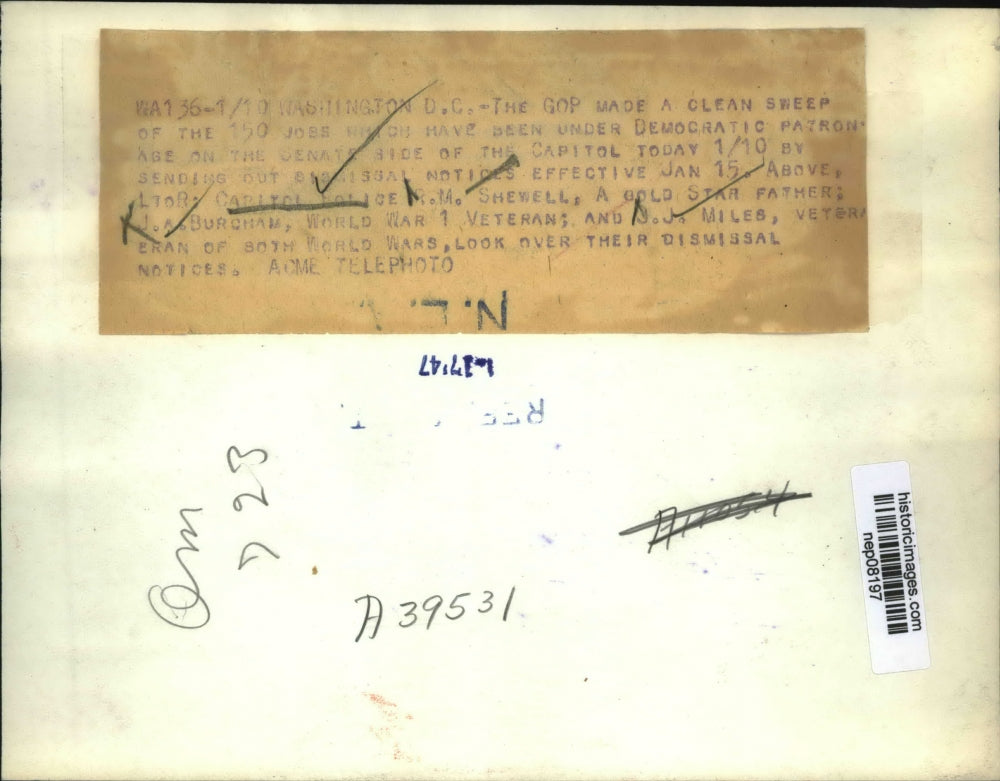 WA136-1/10 WASHINGTON D.C.-THE GOP MADE A CLEAN SWEEP
OF THE 150 JOBS WHICH HAVE BEEN UNDER DEMOCRATIC PATRON-
AGE ON THE SENATE SIDE OF THE CAPITOL TODAY 1/10 BY
SENDING OUT DISMISSAL NOTICES EFFECTIVE JAN 15. ABOVE,
LTOR: CAPITOL POLICE R.M. SHEWELL, A GOLD STAR FATHER;
J.A. BURCHAM, WORLD WAR 1 VETERAN; AND D.J. MILES, VETERA
ERAN OF BOTH WORLD WARS, LOOK OVER THEIR DISMISSAL
NOTICES. ACME TELEPHOTO
N.L.
1-17'47
A39531
historicimages.com
nep08197